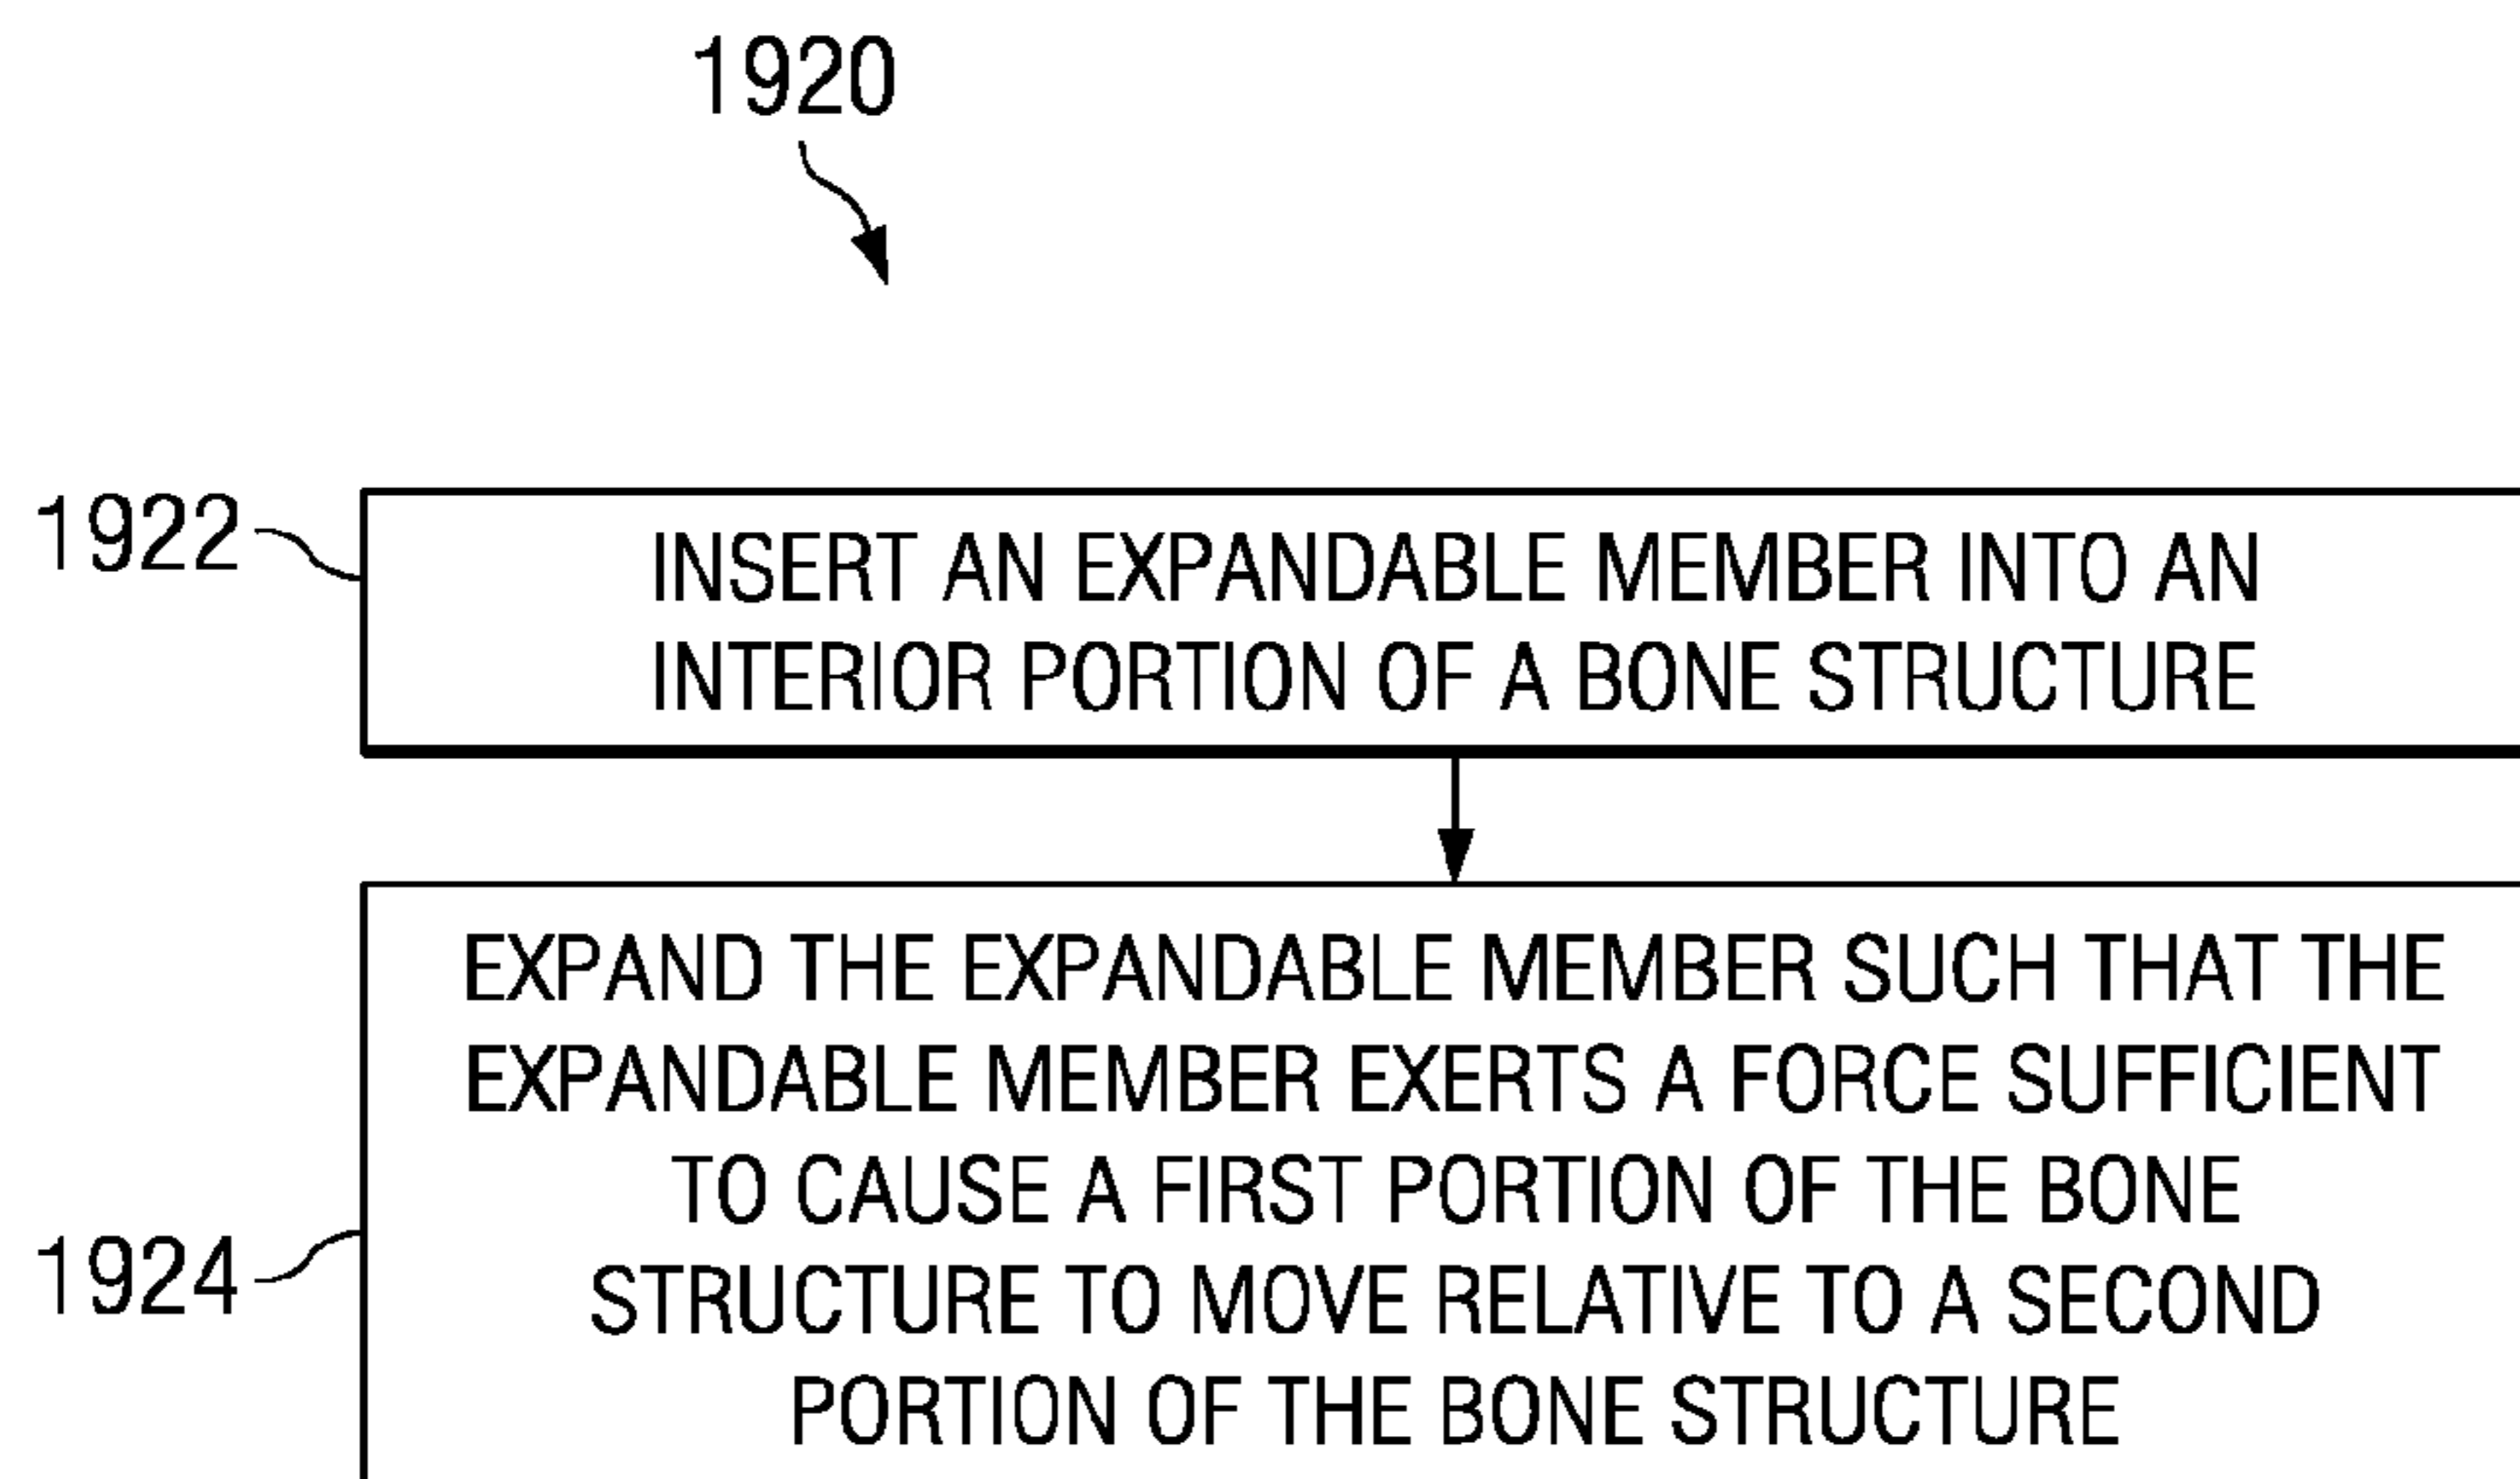 1920
1922
INSERT AN EXPANDABLE MEMBER INTO AN
INTERIOR PORTION OF A BONE STRUCTURE
EXPAND THE EXPANDABLE MEMBER SUCH THAT THE
EXPANDABLE MEMBER EXERTS A FORCE SUFFICIENT
TO CAUSE A FIRST PORTION OF THE BONE
1924
STRUCTURE TO MOVE RELATIVE TO A SECOND
PORTION OF THE BONE STRUCTURE